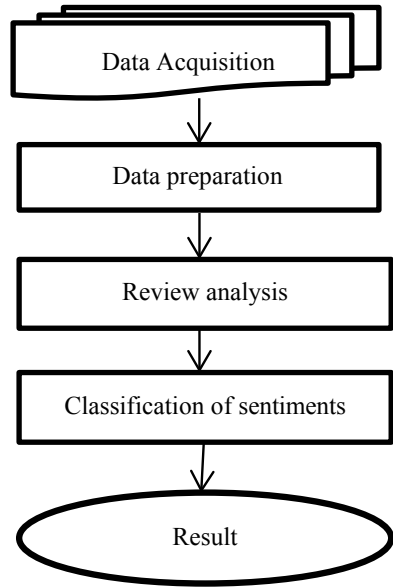 Data Acquisition
Data preparation
Review analysis
Classification of sentiments
Result